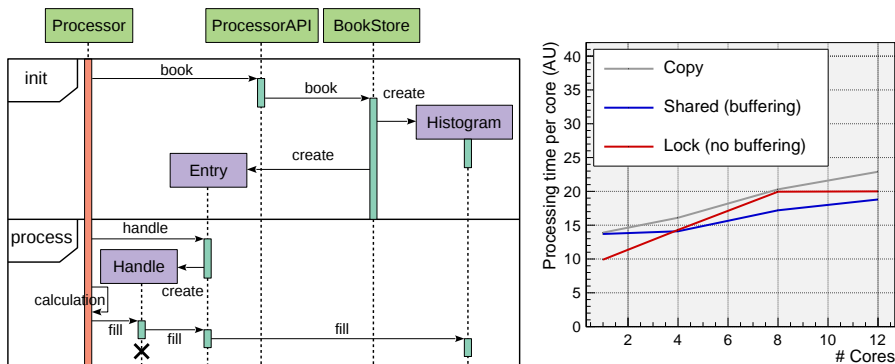 Processor
ProcessorAPI
BookStore
init
book
book
create
Histogram
create
Entry
process
handle
Handle
create
calculation
fill
fill
fill
Processing time per core (AU)
40
35
30
25
20
15
10
5
0
Copy
Shared (buffering)
Lock (no buffering)
2 4 6 8 10 12
# Cores